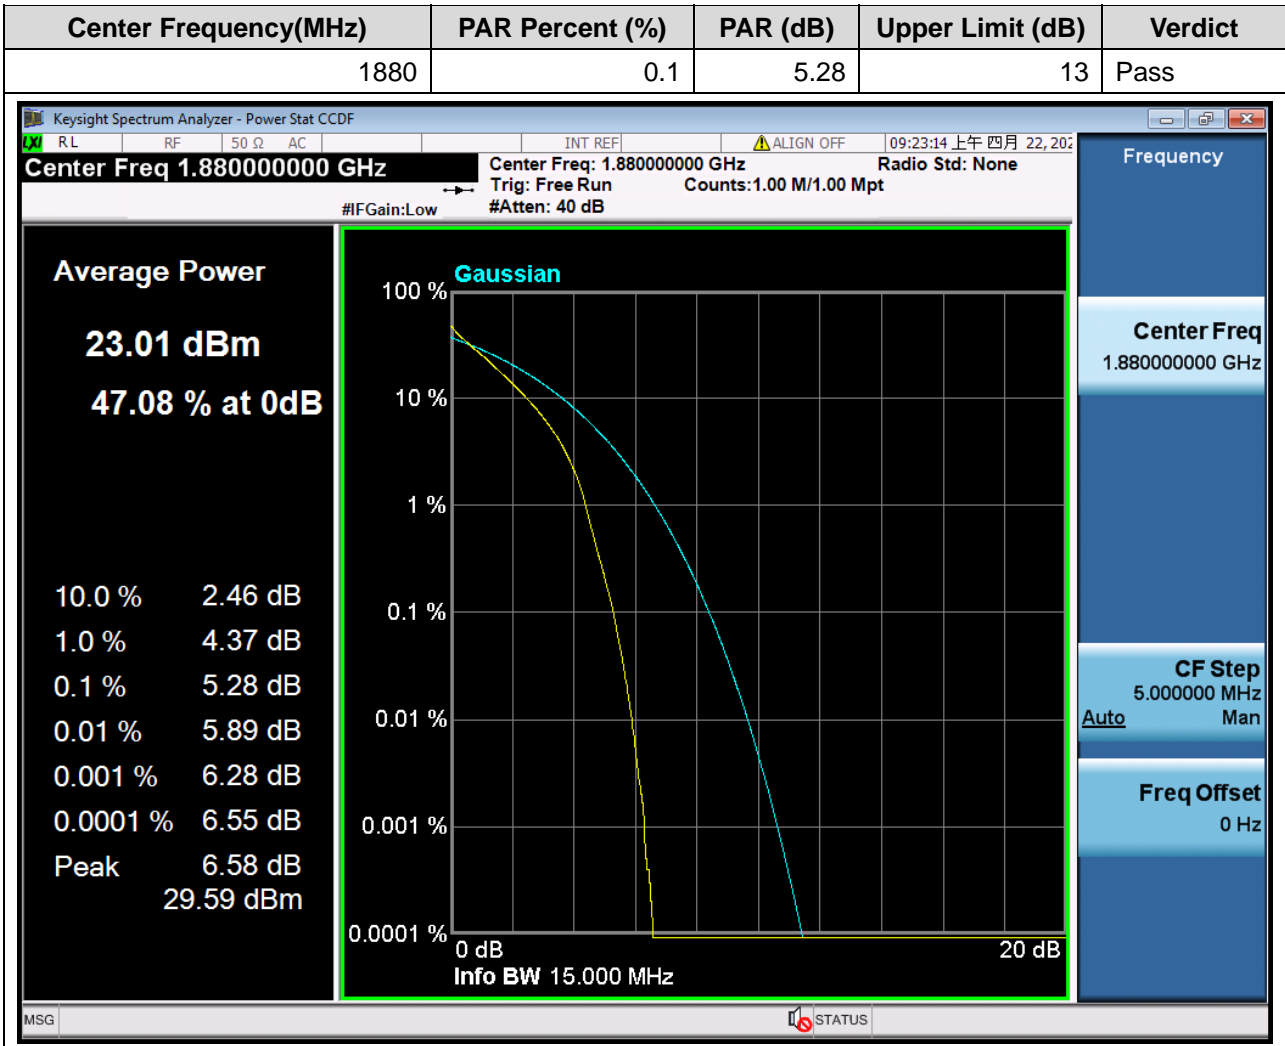 Center Frequency(MHz) PAR Percent (%) PAR (dB) Upper Limit (dB) Verdict
1880 0.1 5.28 13 Pass
Keysight Spectrum Analyzer - Power Stat CCDF
LXI RL RF 50 Ω AC INT REF ALIGN OFF 09:23:14 上午 四月 22, 202
Center Freq 1.880000000 GHz
Center Freq: 1.880000000 GHz Radio Std: None
Trig: Free Run Counts:1.00 M/1.00 Mpt
#IFGain:Low #Atten: 40 dB
Average Power
23.01 dBm
47.08 % at 0dB
10.0 % 2.46 dB
1.0 % 4.37 dB
0.1 % 5.28 dB
0.01 % 5.89 dB
0.001 % 6.28 dB
0.0001 % 6.55 dB
Peak 6.58 dB
29.59 dBm
Gaussian
100 %
10 %
1 %
0.1 %
0.01 %
0.001 %
0.0001 %
0 dB 20 dB
Info BW 15.000 MHz
Frequency
Center Freq
1.880000000 GHz
CF Step
5.000000 MHz
Auto Man
Freq Offset
0 Hz
MSG STATUS